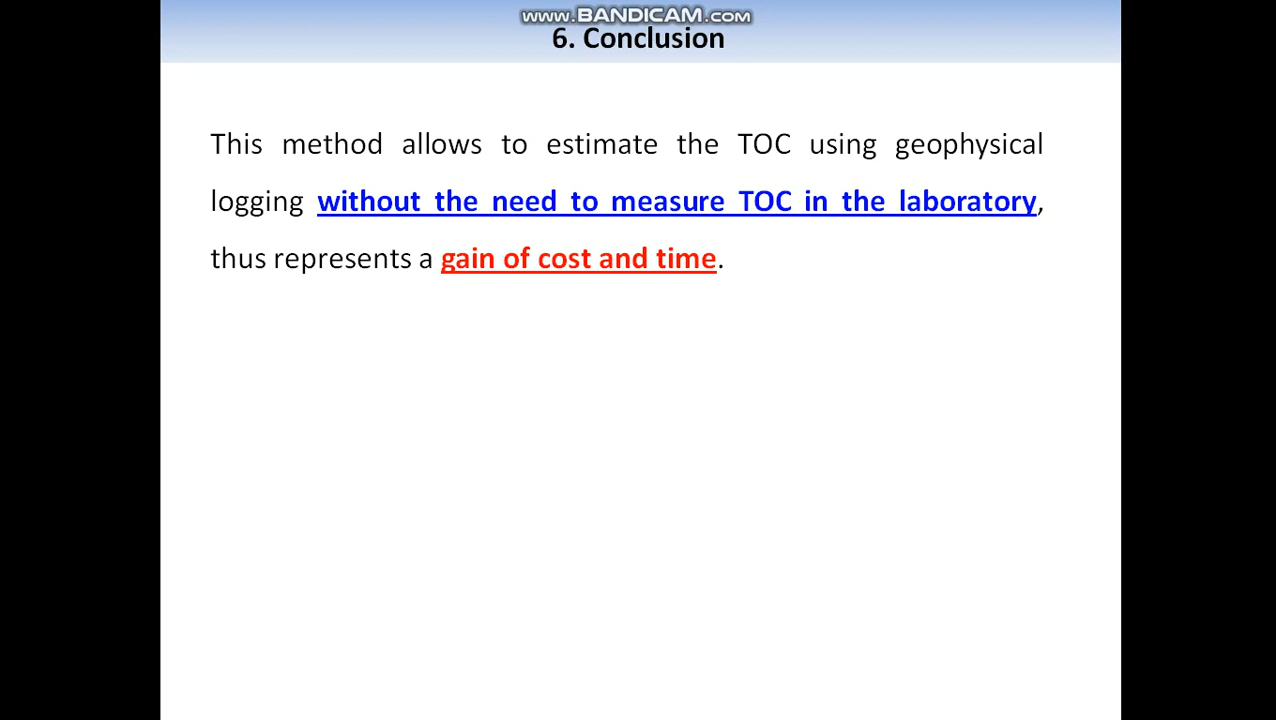 www.BANDICAM.com
6. Conclusion
This method allows to estimate the TOC using geophysical
logging without the need to measure TOC in the laboratory,
thus represents a gain of cost and time.